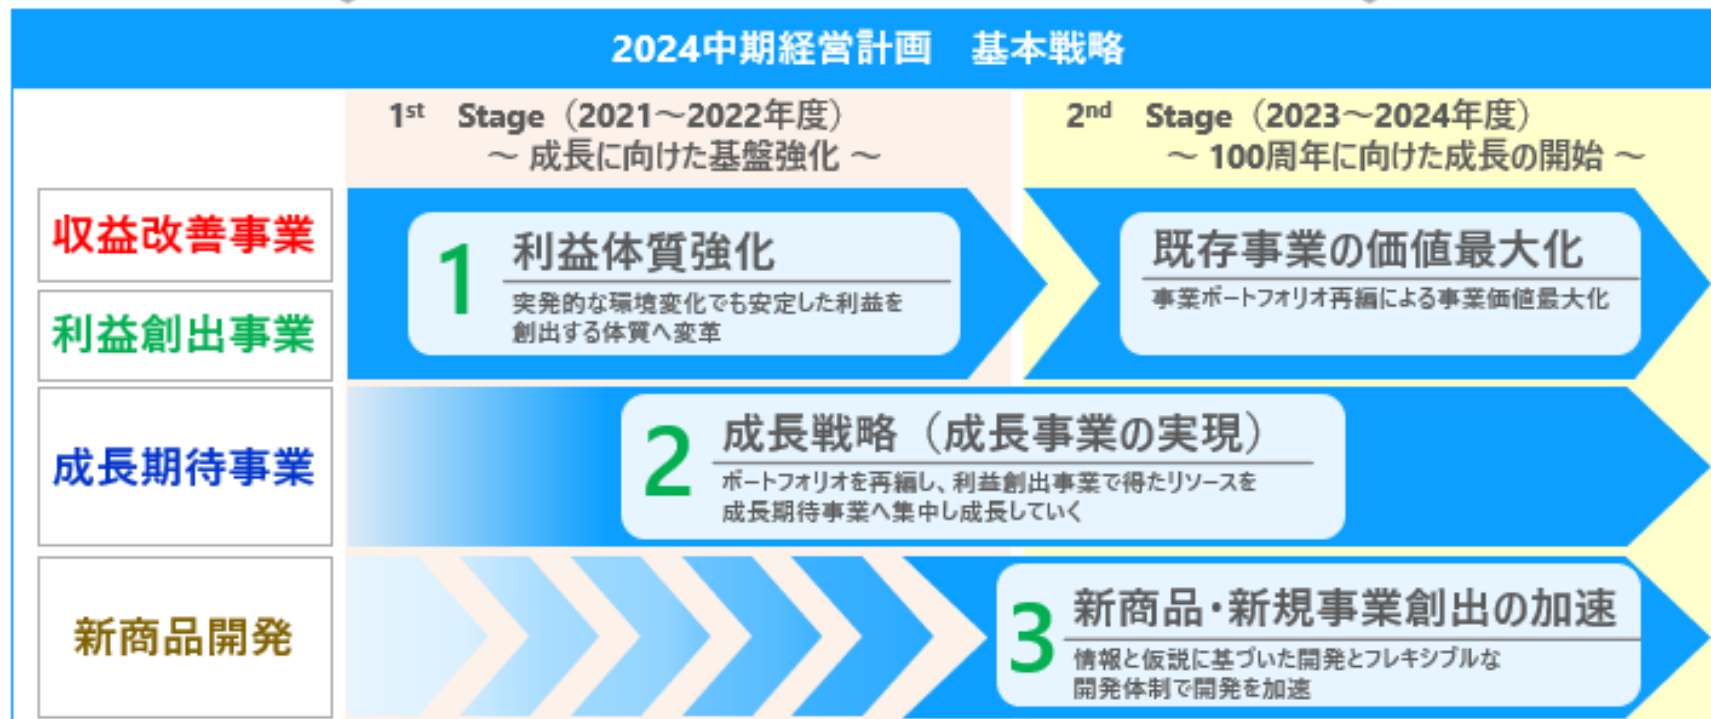 2024中期経営計画　基本戦略
1st　Stage（2021～2022年度）
～ 成長に向けた基盤強化 ～
2nd　Stage（2023～2024年度）
～ 100周年に向けた成長の開始 ～
収益改善事業
利益創出事業
1 利益体質強化
突発的な環境変化でも安定した利益を
創出する体質へ変革
既存事業の価値最大化
事業ポートフォリオ再編による事業価値最大化
成長期待事業
2 成長戦略（成長事業の実現）
ポートフォリオを再編し、利益創出事業で得たリソースを
成長期待事業へ集中し成長していく
新商品開発
3 新商品・新規事業創出の加速
情報と仮説に基づいた開発とフレキシブルな
開発体制で開発を加速